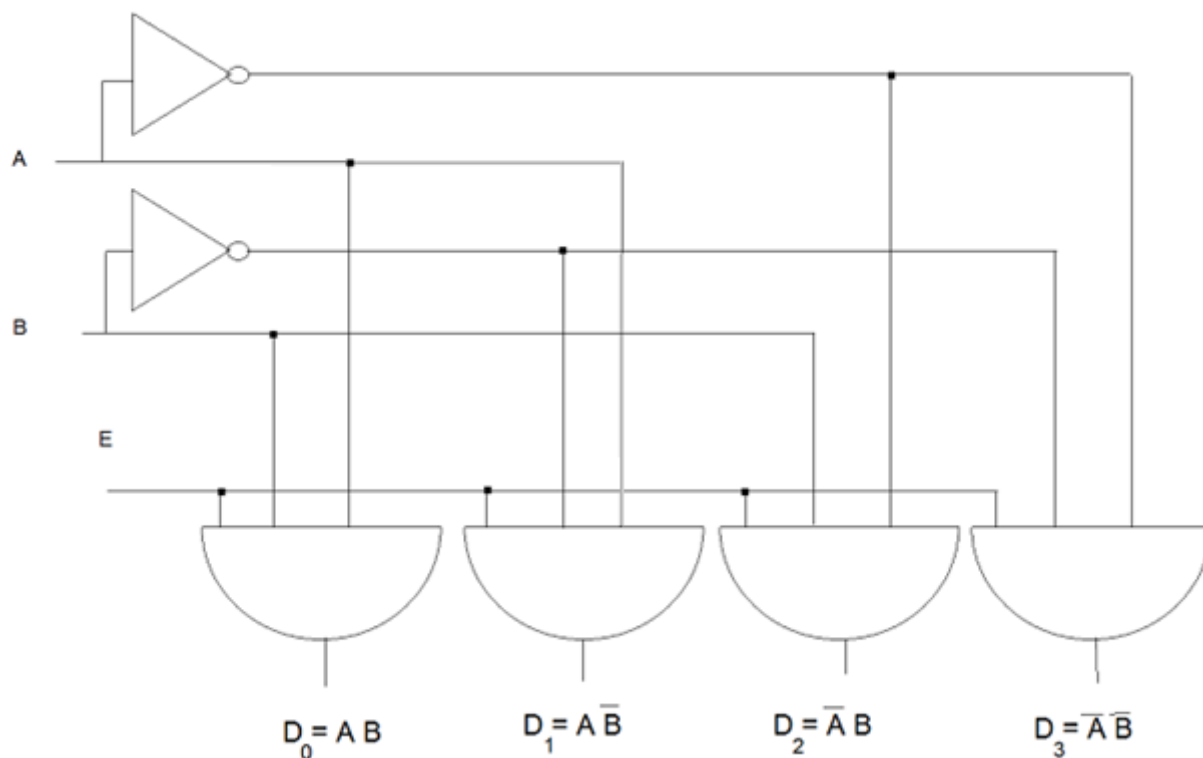 A
B
E
D₀ = A B
D₁ = A B̅
D₂ = A̅ B
D₃ = A̅ B̅